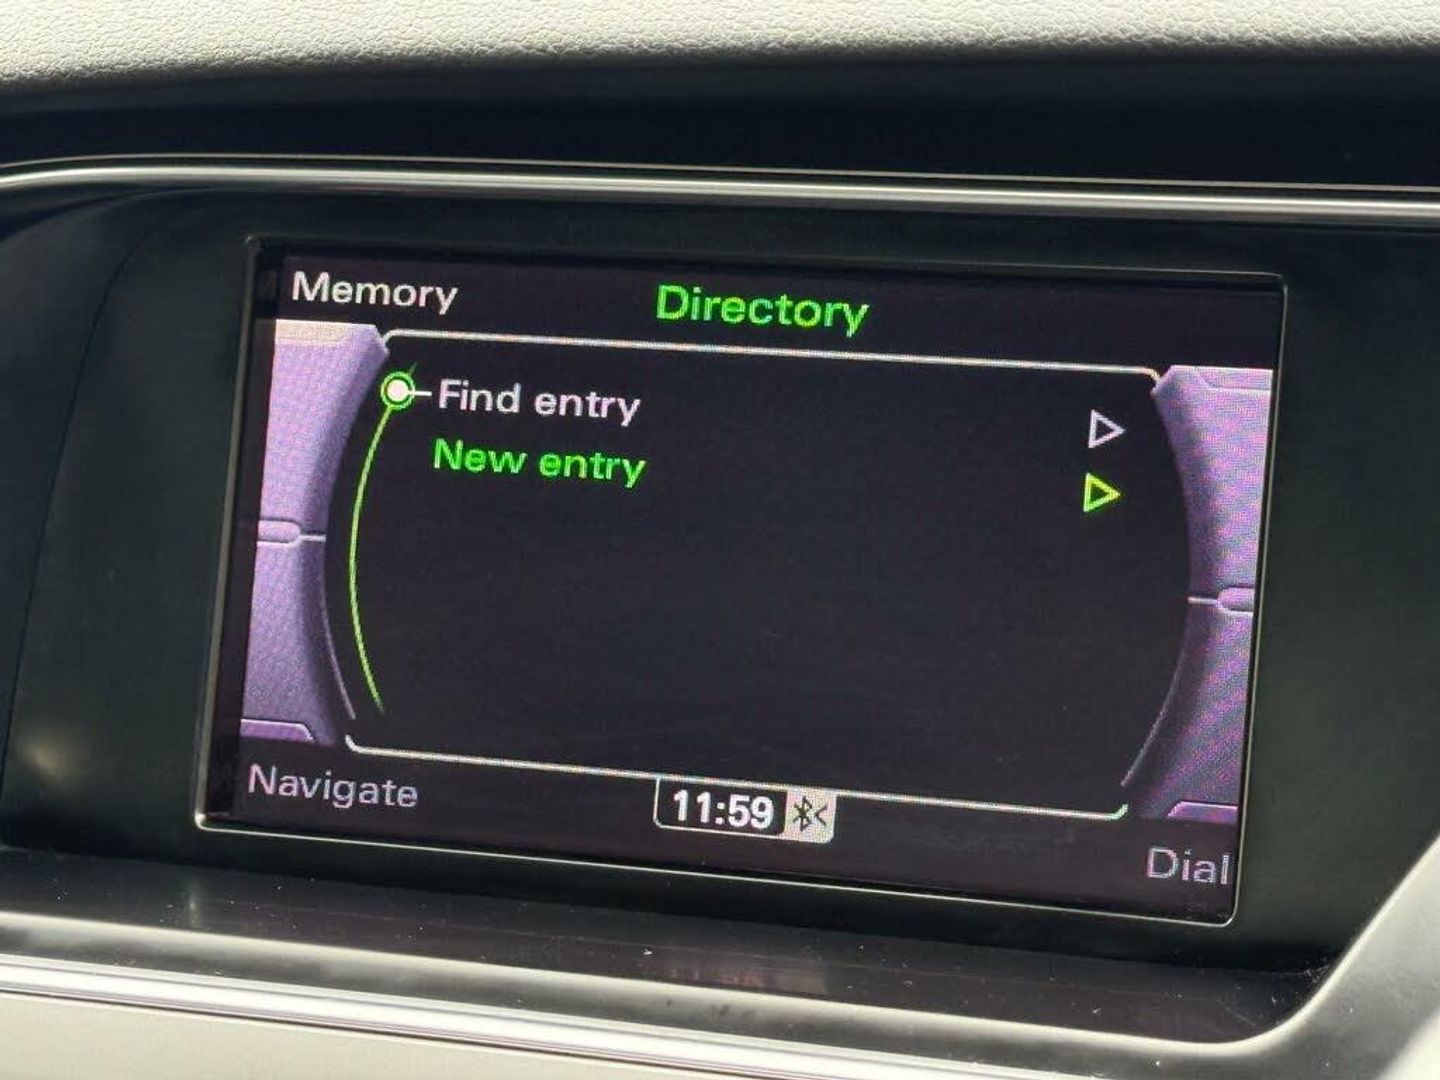 Memory
Directory
Find entry
New entry
Navigate
11:59
Dial